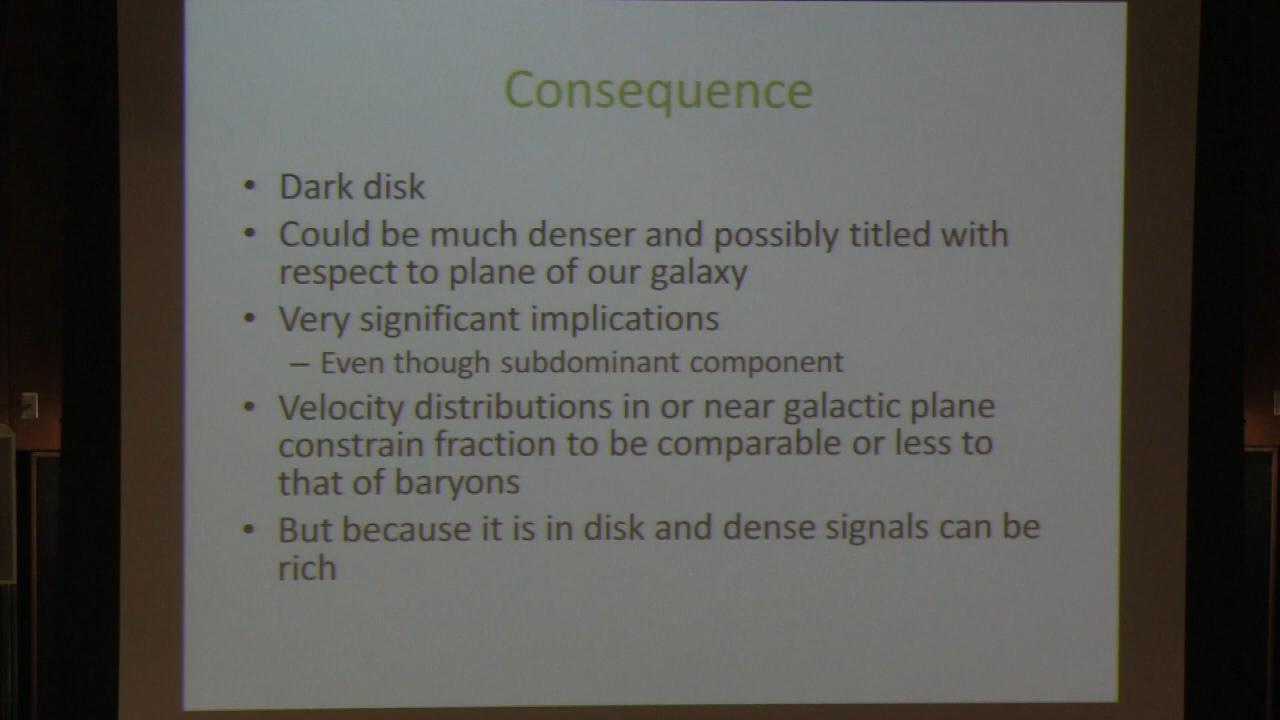 Consequence
• Dark disk
• Could be much denser and possibly titled with
respect to plane of our galaxy
• Very significant implications
– Even though subdominant component
• Velocity distributions in or near galactic plane
constrain fraction to be comparable or less to
that of baryons
• But because it is in disk and dense signals can be
rich